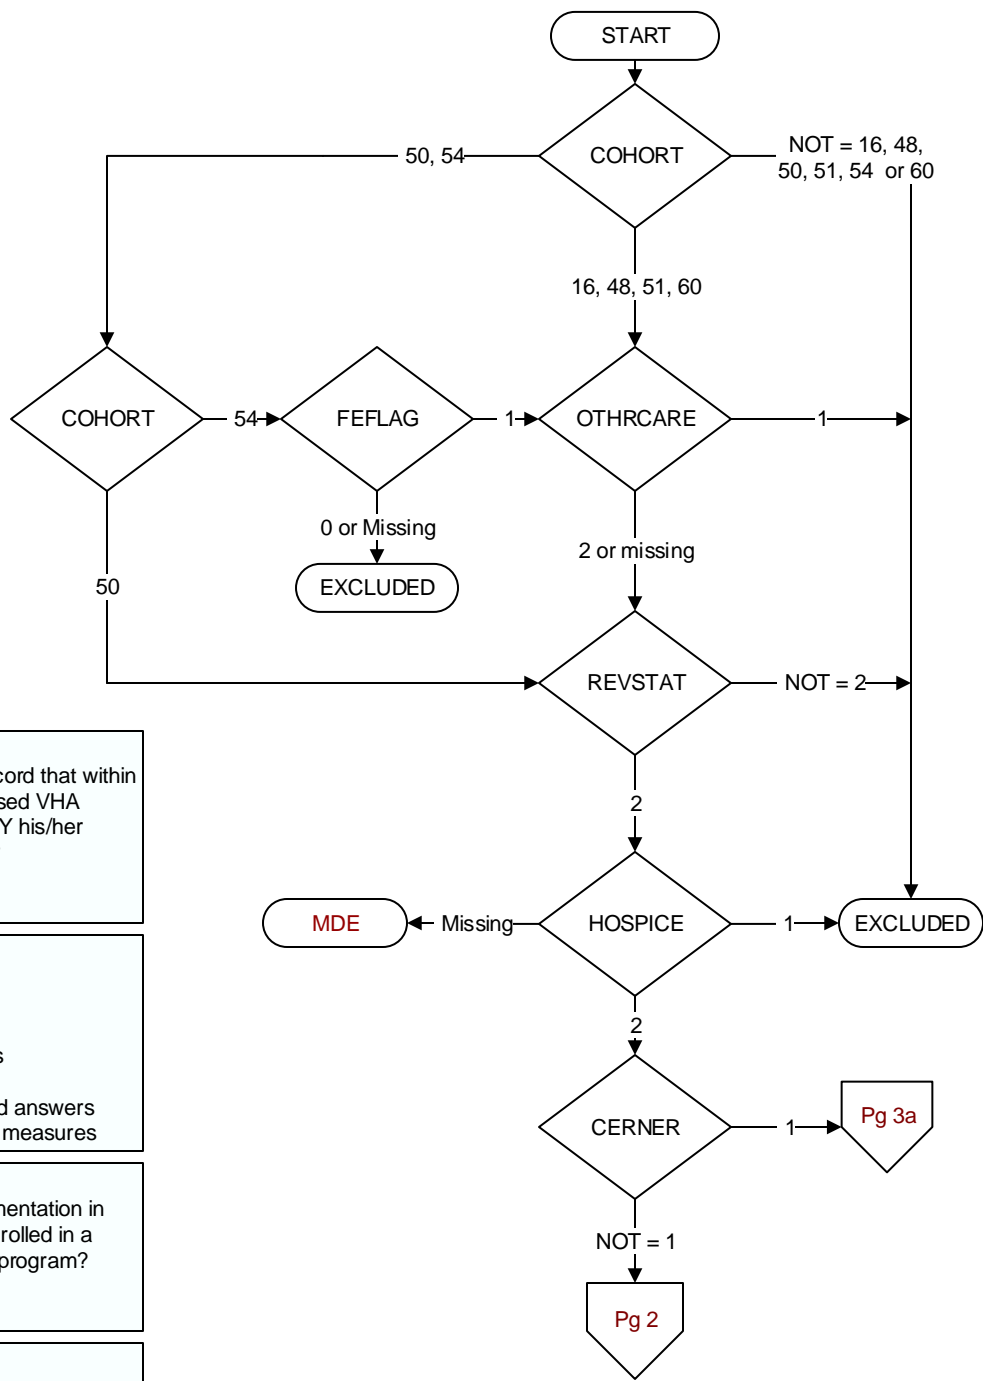 START
COHORT
50, 54
NOT = 16, 48,
50, 51, 54 or 60
16, 48, 51, 60
COHORT
54
FEFLAG
1
OTHRCARE
1
0 or Missing
EXCLUDED
2 or missing
50
REVSTAT
NOT = 2
2
MDE
Missing
HOSPICE
1
EXCLUDED
2
CERNER
1
Pg 3a
NOT = 1
Pg 2
cord that within
sed VHA
Y his/her
s
d answers
measures
nentation in
rolled in a
program?